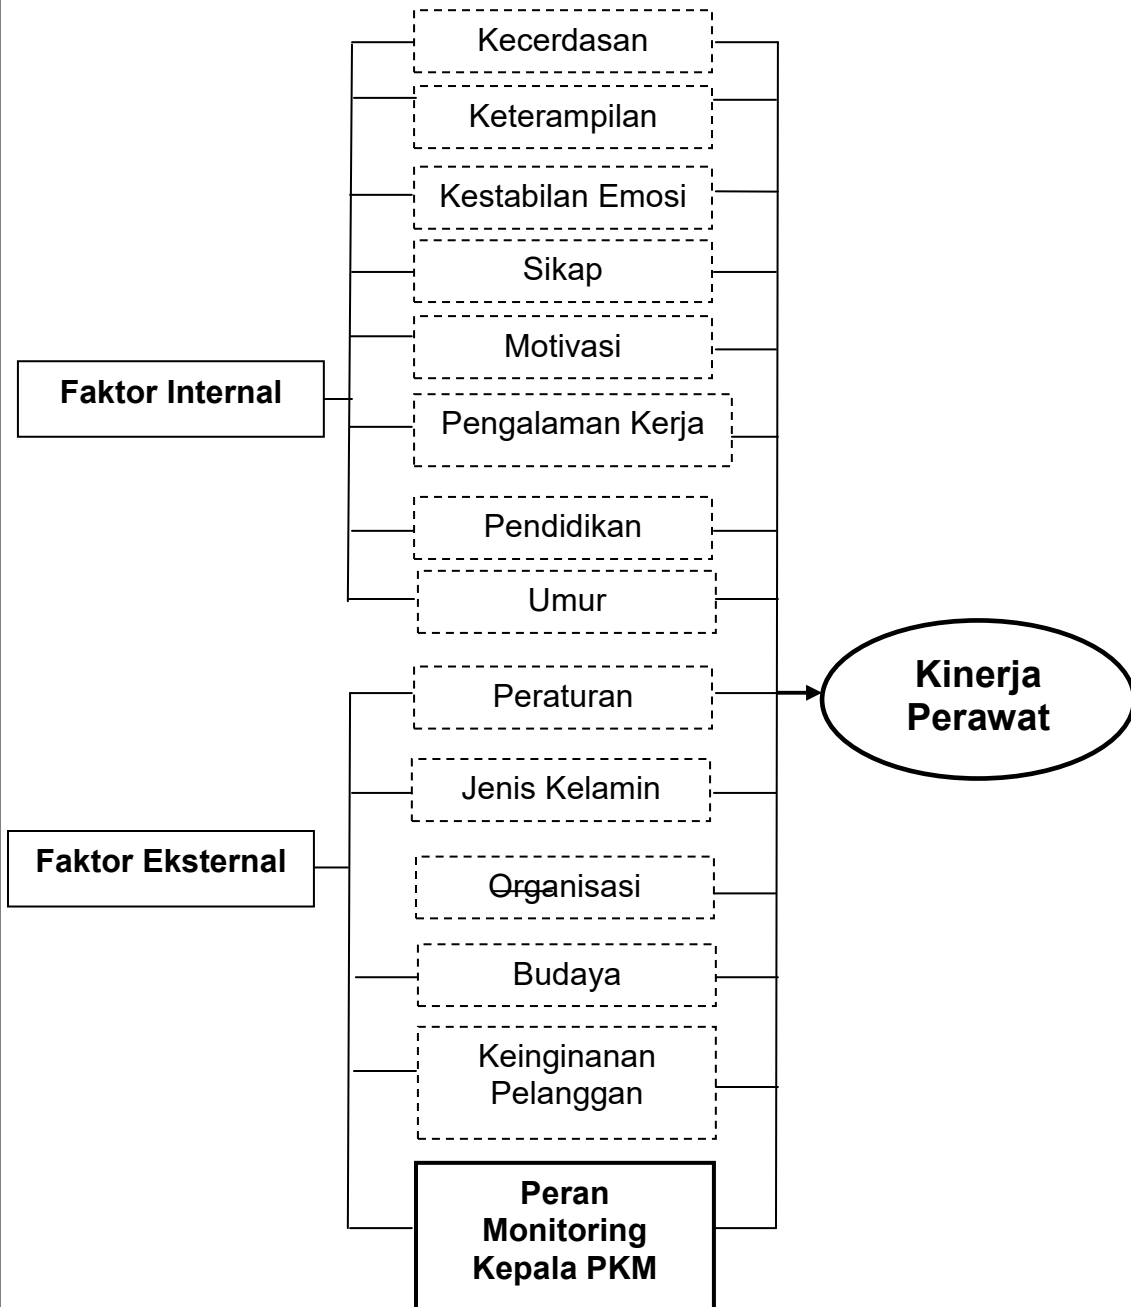 Kecerdasan
Keterampilan
Kestabilan Emosi
Sikap
Motivasi
Faktor Internal
Pengalaman Kerja
Pendidikan
Umur
Peraturan
Kinerja
Perawat
Jenis Kelamin
Faktor Eksternal
Organisasi
Budaya
Keinginanan
Pelanggan
Peran
Monitoring
Kepala PKM